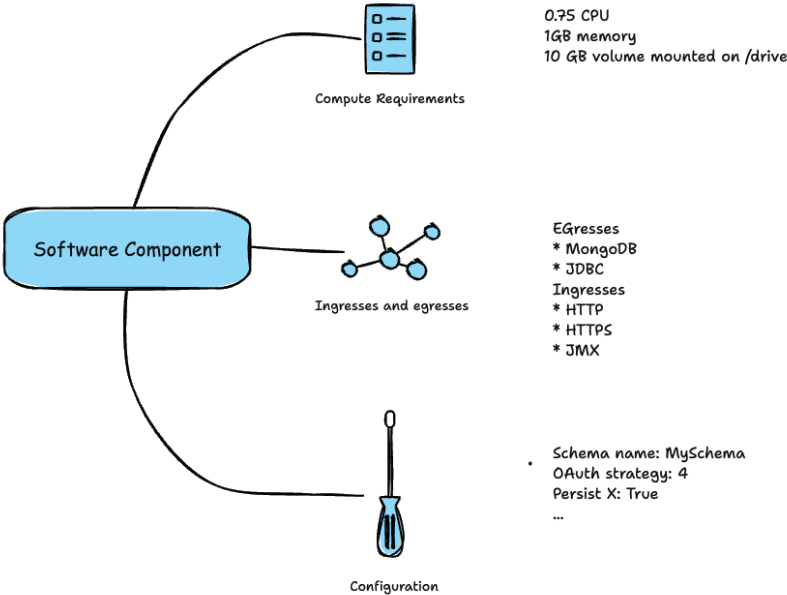 0.75 CPU
1GB memory
10 GB volume mounted on /drive
Compute Requirements
Software Component
EGresses
* MongoDB
* JDBC
Ingresses
* HTTP
* HTTPS
* JMX
Ingresses and egresses
Schema name: MySchema
OAuth strategy: 4
Persist X: True
...
Configuration